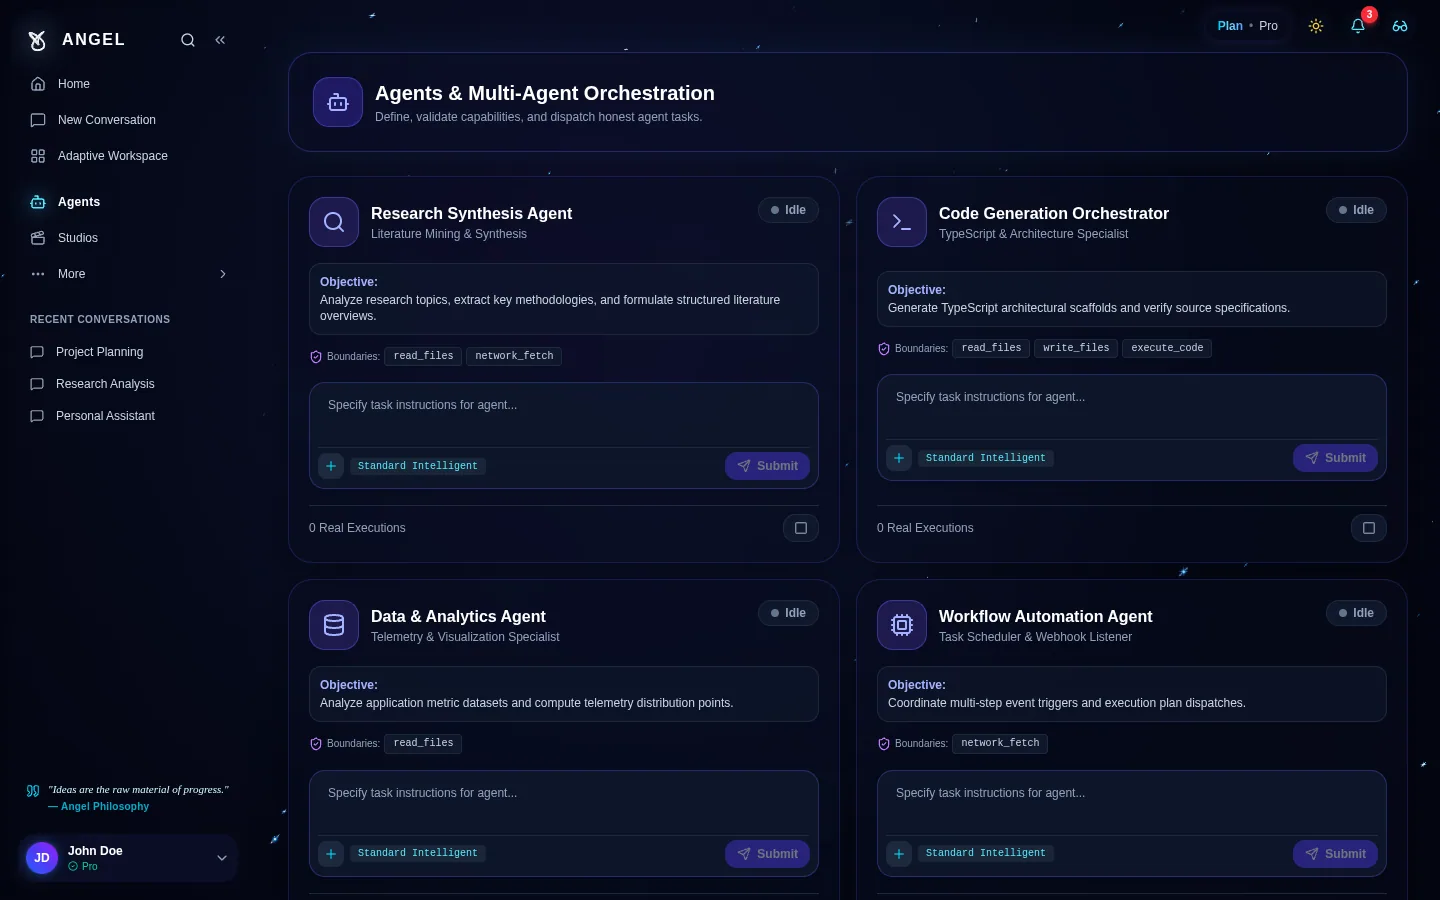 ANGEL
Home
New Conversation
Adaptive Workspace
Agents
Studios
More
RECENT CONVERSATIONS
Project Planning
Research Analysis
Personal Assistant
"Ideas are the raw material of progress."
— Angel Philosophy
JD
John Doe
Pro
Plan • Pro
3
Agents & Multi-Agent Orchestration
Define, validate capabilities, and dispatch honest agent tasks.
Research Synthesis Agent
Literature Mining & Synthesis
Idle
Objective:
Analyze research topics, extract key methodologies, and formulate structured literature
overviews.
Boundaries: read_files network_fetch
Specify task instructions for agent...
Standard Intelligent
Submit
0 Real Executions
Code Generation Orchestrator
TypeScript & Architecture Specialist
Idle
Objective:
Generate TypeScript architectural scaffolds and verify source specifications.
Boundaries: read_files write_files execute_code
Specify task instructions for agent...
Standard Intelligent
Submit
0 Real Executions
Data & Analytics Agent
Telemetry & Visualization Specialist
Idle
Objective:
Analyze application metric datasets and compute telemetry distribution points.
Boundaries: read_files
Specify task instructions for agent...
Standard Intelligent
Submit
Workflow Automation Agent
Task Scheduler & Webhook Listener
Idle
Objective:
Coordinate multi-step event triggers and execution plan dispatches.
Boundaries: network_fetch
Specify task instructions for agent...
Standard Intelligent
Submit